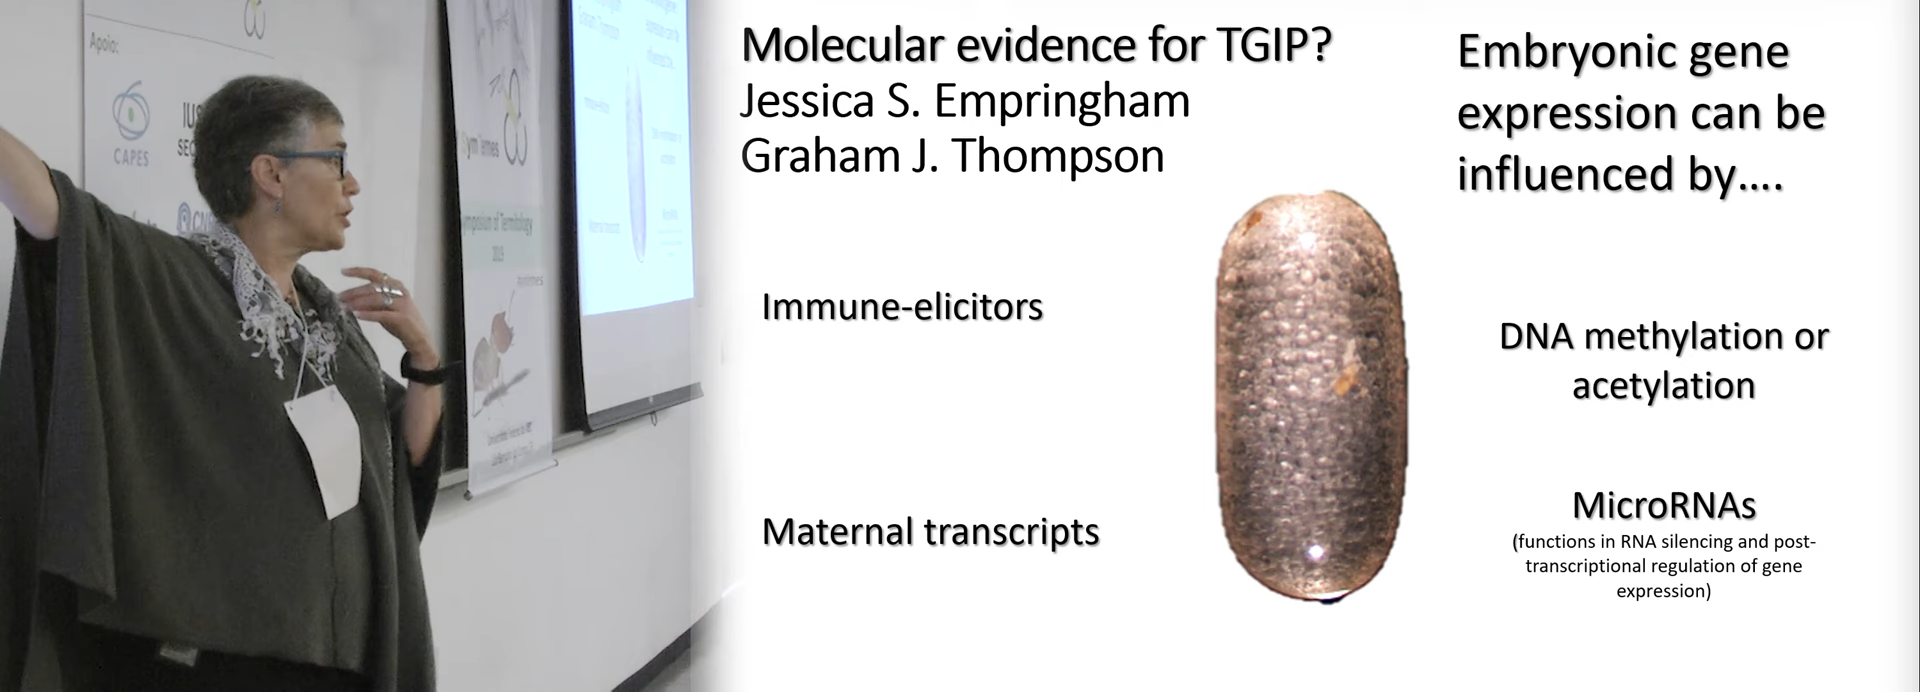 Apoio:
CAPES
Molecular evidence for TGIP?
Jessica S. Empringham
Graham J. Thompson
Immune-elicitors
Maternal transcripts
Embryonic gene
expression can be
influenced by....
DNA methylation or
acetylation
MicroRNAs
(functions in RNA silencing and post-
transcriptional regulation of gene
expression)